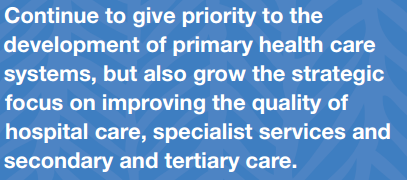 Continue to give priority to the
development of primary health care
systems, but also grow the strategic
focus on improving the quality of
hospital care, specialist services and
secondary and tertiary care.